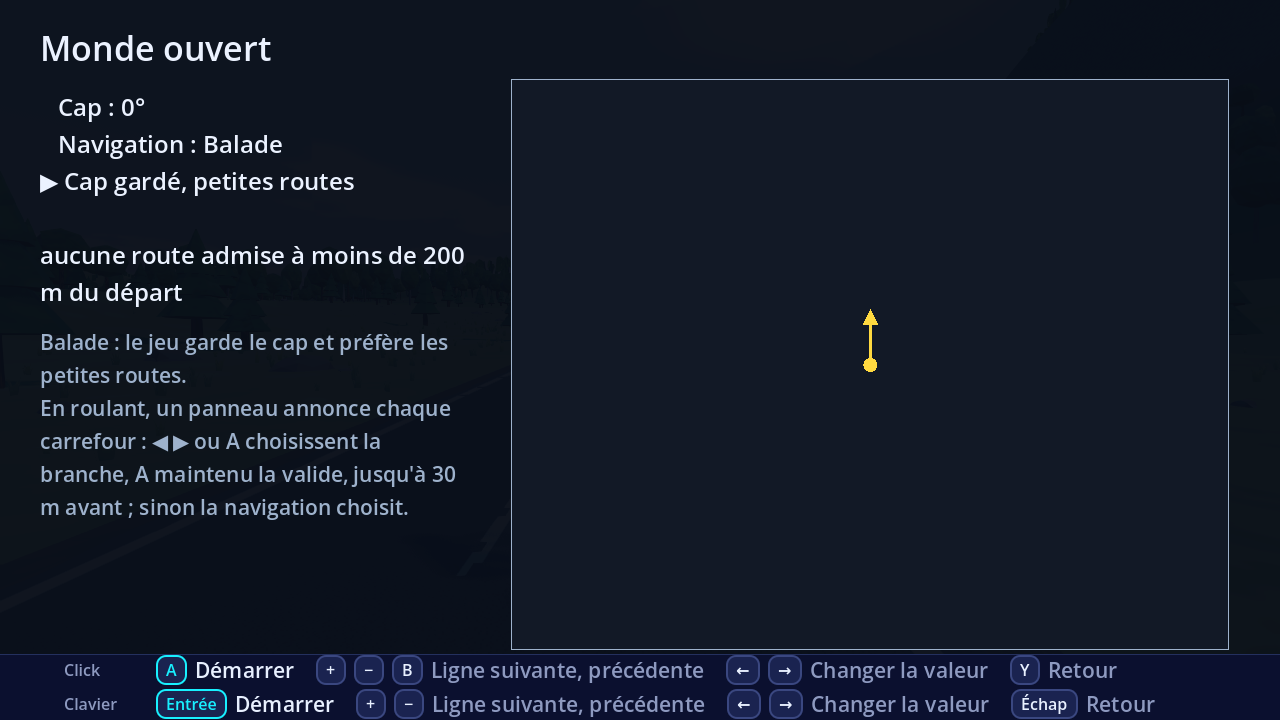 Monde ouvert
Cap : 0°
Navigation : Balade
▶ Cap gardé, petites routes
aucune route admise à moins de 200
m du départ
Balade : le jeu garde le cap et préfère les
petites routes.
En roulant, un panneau annonce chaque
carrefour : ◀ ▶ ou A choisissent la
branche, A maintenu la valide, jusqu'à 30
m avant ; sinon la navigation choisit.
Click A Démarrer + − B Ligne suivante, précédente ← → Changer la valeur Y Retour
Clavier Entrée Démarrer + − Ligne suivante, précédente ← → Changer la valeur Échap Retour